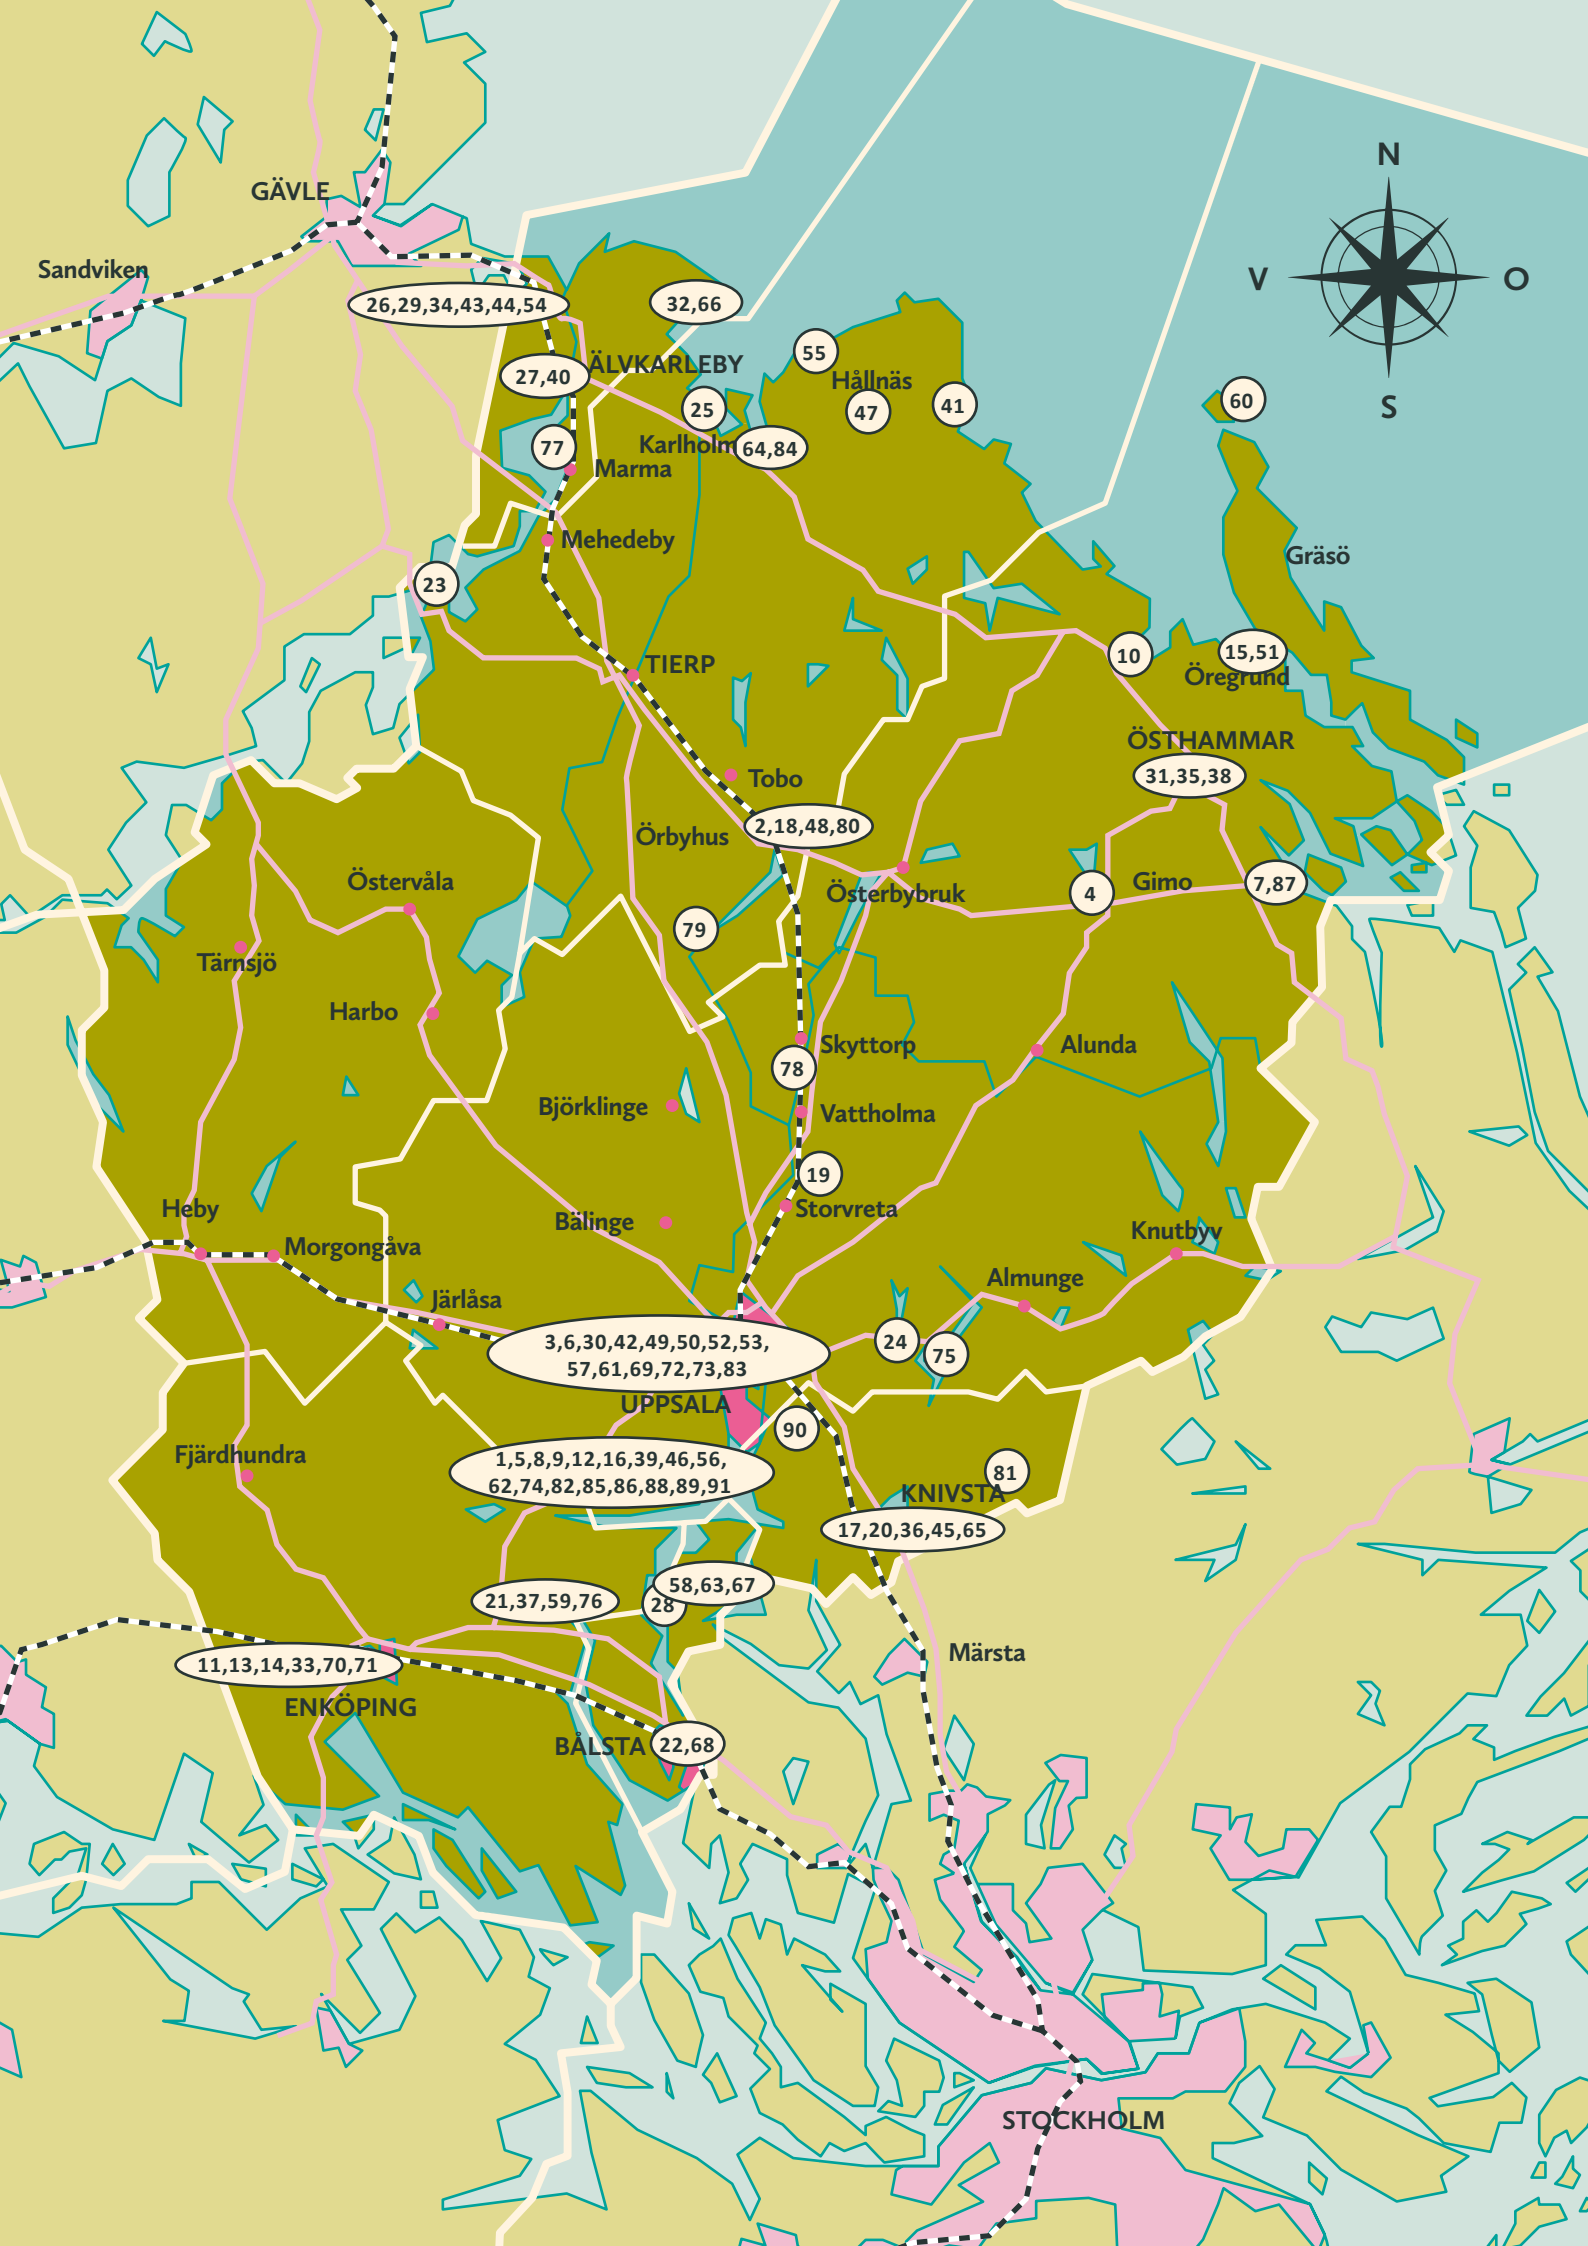 N
GÄVLE
Sandviken
V
O
26,29,34,43,44,54
32,66
55
ÄLVKARLEBY
27,40
Hållnäs
60
25
47
41
S
77
Karlholm
64,84
Marma
Mehedeby
Gräsö
23
10
15,51
TIERP
Öregrund
ÖSTHAMMAR
31,35,38
Tobo
2,18,48,80
Örbyhus
Östervåla
Österbybruk
4
Gimo
7,87
79
Tärnsjö
Harbo
Skyttorp
Alunda
78
Björklinge
Vattholma
19
Heby
Bälinge
Storvreta
Knutbyv
Morgongåva
Almunge
Järlåsa
3,6,30,42,49,50,52,53,
57,61,69,72,73,83
24
75
UPPSALA
90
Fjärdhundra
1,5,8,9,12,16,39,46,56,
62,74,82,85,86,88,89,91
81
KNIVSTA
17,20,36,45,65
58,63,67
21,37,59,76
28
Märsta
11,13,14,33,70,71
ENKÖPING
BÅLSTA
22,68
STOCKHOLM